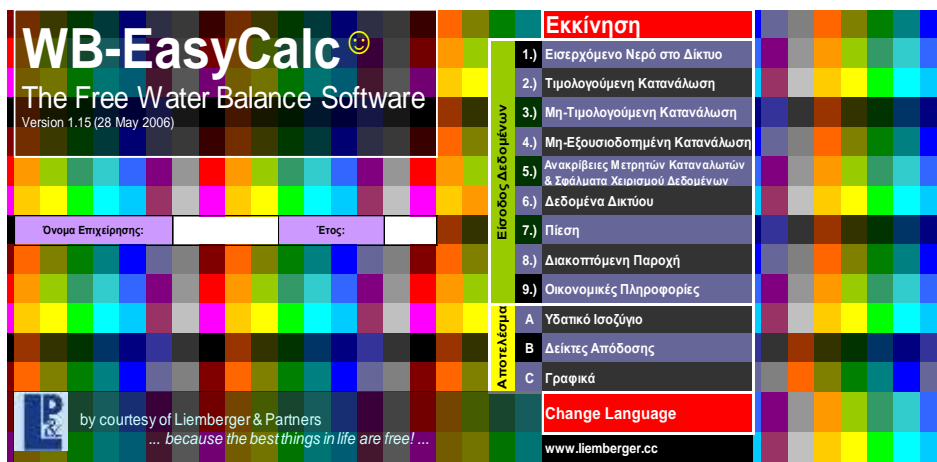 WB-EasyCalc☺
The Free Water Balance Software
Version 1.15 (28 May 2006)
Όνομα Επιχείρησης:
Έτος:
L&P
by courtesy of Liemberger & Partners
... because the best things in life are free! ...
Εκκίνηση
Είσοδος Δεδομένων
1.) Εισερχόμενο Νερό στο Δίκτυο
2.) Τιμολογούμενη Κατανάλωση
3.) Μη-Τιμολογούμενη Κατανάλωση
4.) Μη-Εξουσιοδοτημένη Κατανάλωση
5.) Ανακρίβειες Μετρητών Καταναλωτών
& Σφάλματα Χειρισμού Δεδομένων
6.) Δεδομένα Δικτύου
7.) Πίεση
8.) Διακοπτόμενη Παροχή
9.) Οικονομικές Πληροφορίες
Αποτελέσμα
A Υδατικό Ισοζύγιο
B Δείκτες Απόδοσης
C Γραφικά
Change Language
www.liemberger.cc